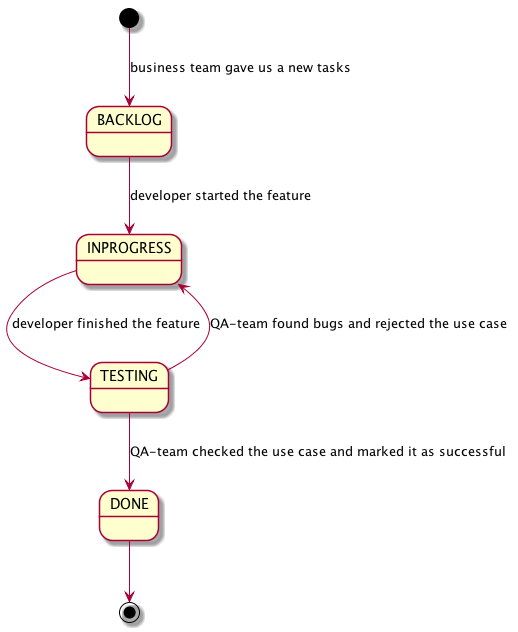 business team gave us a new tasks
BACKLOG
developer started the feature
INPROGRESS
developer finished the feature
QA-team found bugs and rejected the use case
TESTING
QA-team checked the use case and marked it as successful
DONE